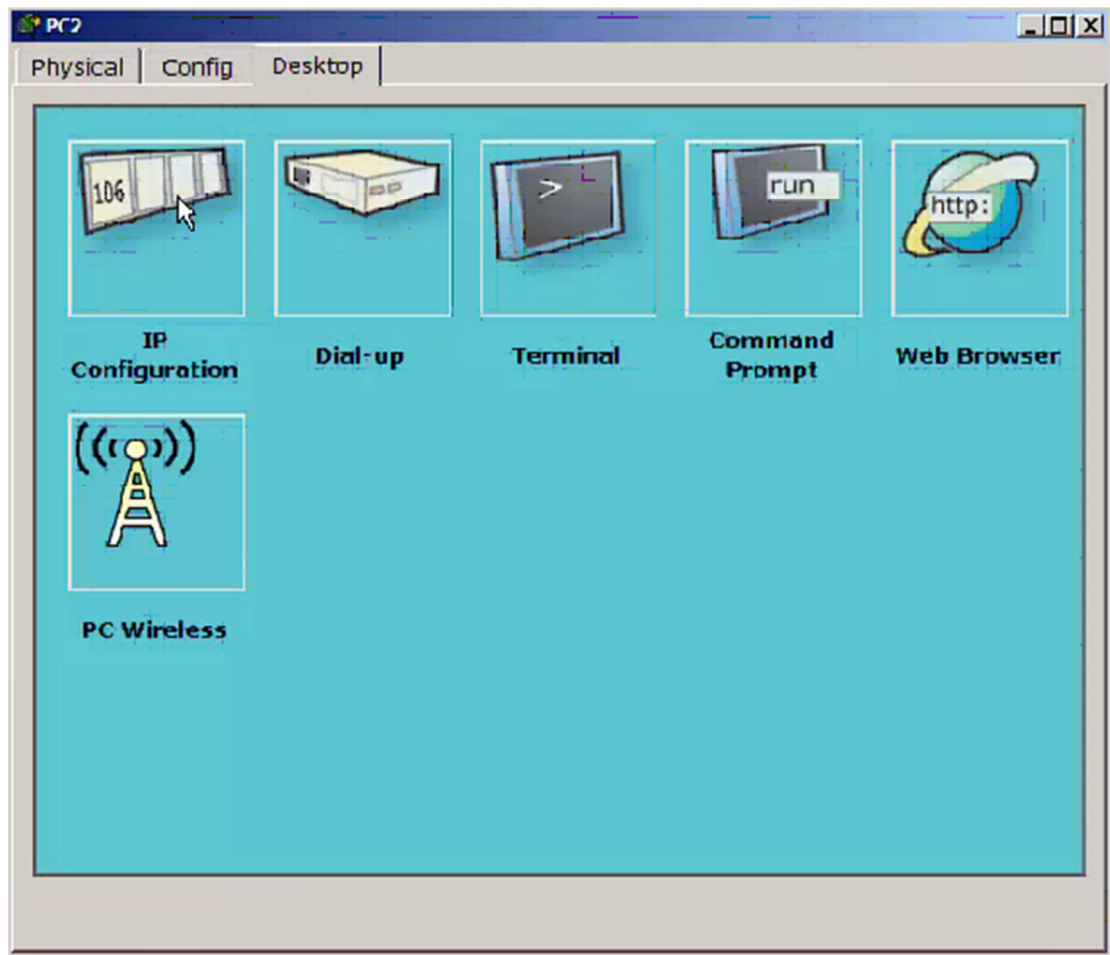 PC2
Physical Config Desktop
106
>
run
http:
IP
Configuration
Dial-up
Terminal
Command
Prompt
Web Browser
PC Wireless